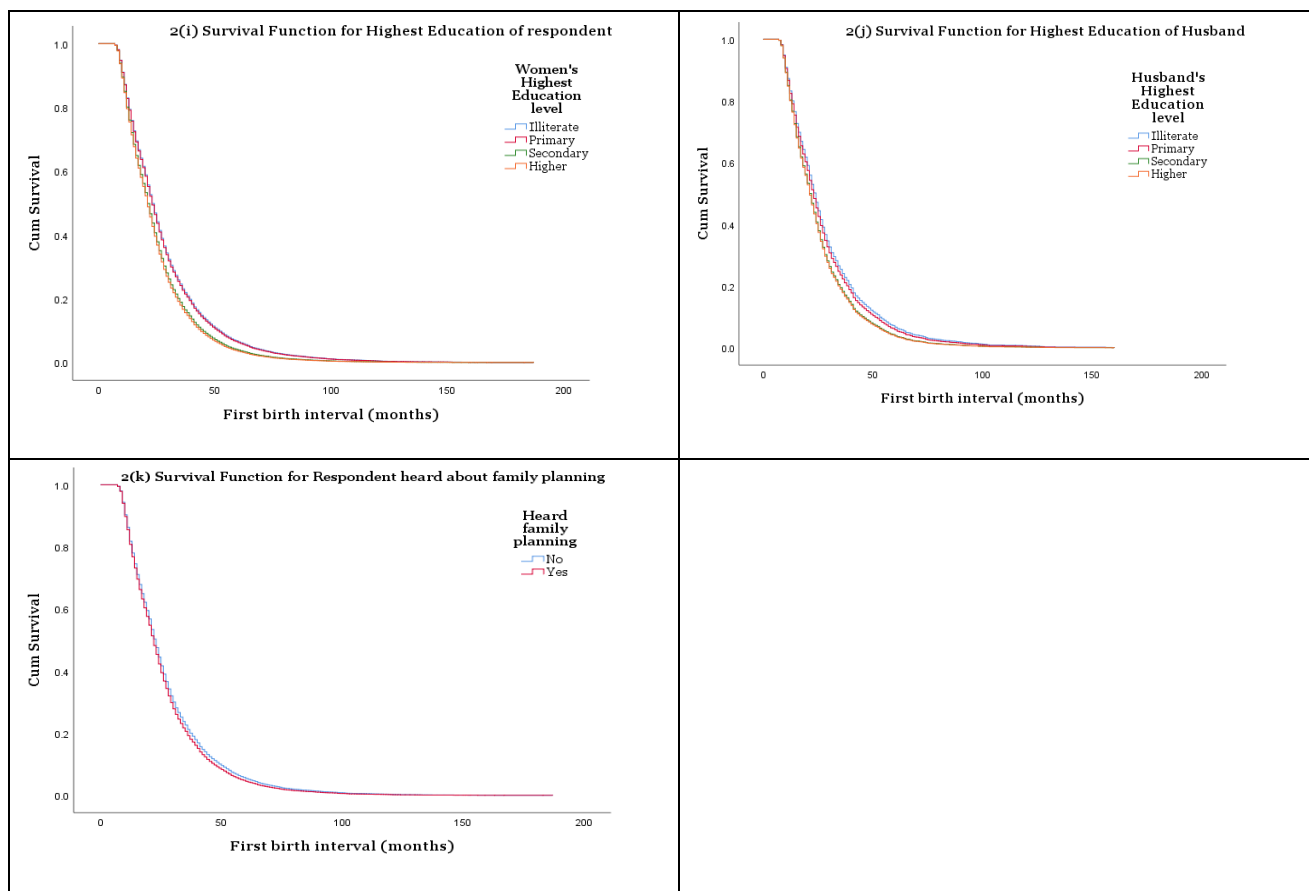 2(i) Survival Function for Highest Education of respondent
1.0
0.8
0.6
0.4
0.2
0.0
Cum Survival
Women's
Highest
Education
level
Illiterate
Primary
Secondary
Higher
0 50 100 150 200
First birth interval (months)
2(j) Survival Function for Highest Education of Husband
1.0
0.8
0.6
0.4
0.2
0.0
Cum Survival
Husband's
Highest
Education
level
Illiterate
Primary
Secondary
Higher
0 50 100 150 200
First birth interval (months)
2(k) Survival Function for Respondent heard about family planning
1.0
0.8
0.6
0.4
0.2
0.0
Cum Survival
Heard
family
planning
No
Yes
0 50 100 150 200
First birth interval (months)